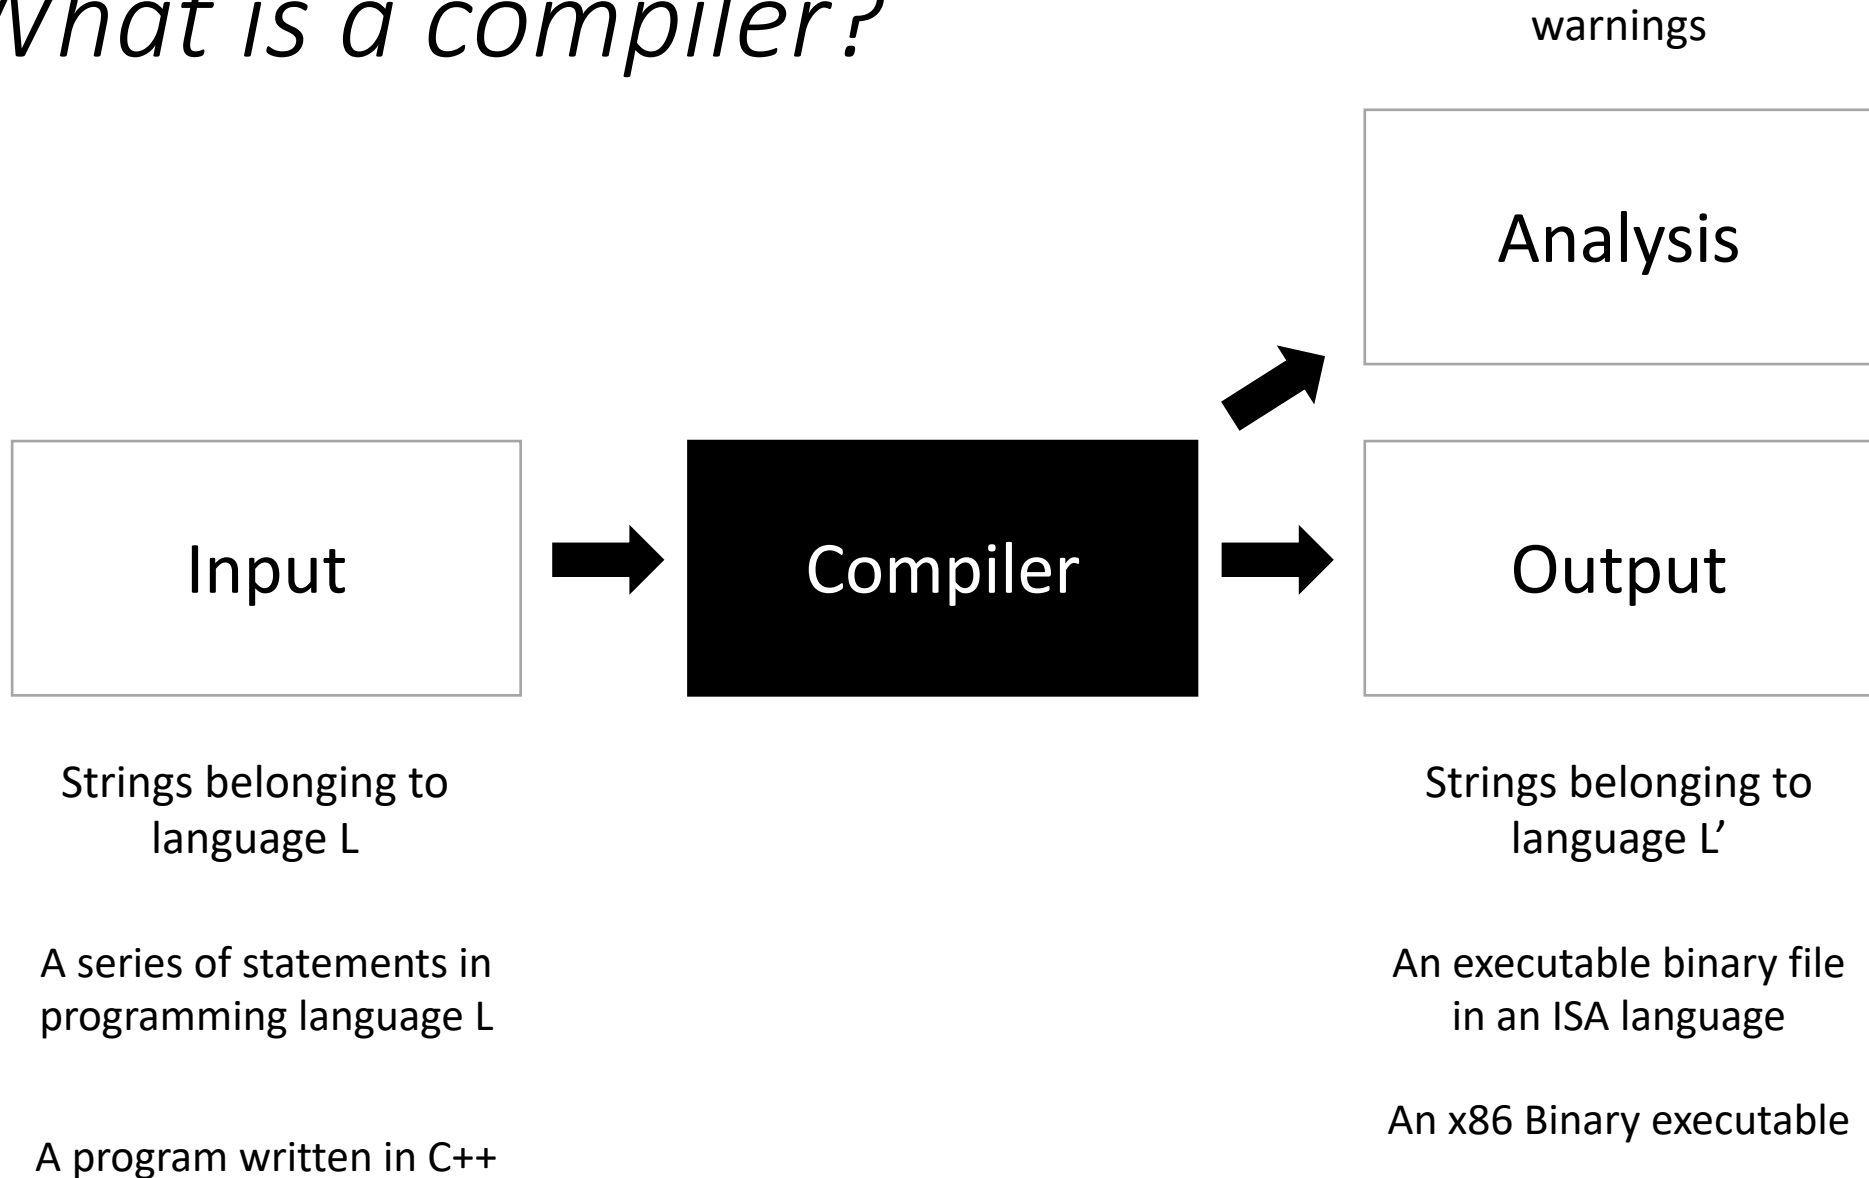 What is a compiler?
warnings
Analysis
Input
Compiler
Output
Strings belonging to
language L
Strings belonging to
language L’
A series of statements in
programming language L
An executable binary file
in an ISA language
An x86 Binary executable
A program written in C++